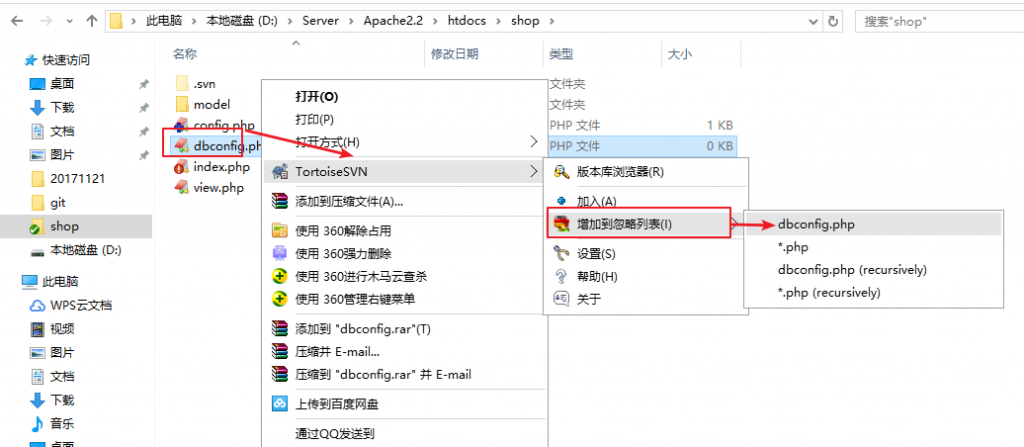 此电脑 › 本地磁盘 (D:) › Server › Apache2.2 › htdocs › shop ›
搜索"shop"
快速访问
桌面
下载
文档
图片
20171121
git
shop
本地磁盘 (D:)
此电脑
WPS云文档
视频
图片
文档
下载
音乐
桌面
名称
修改日期
类型
大小
.svn
文件夹
model
文件夹
config.php
PHP 文件
1 KB
dbconfig.ph
PHP 文件
0 KB
index.php
view.php
打开(O)
打印(P)
打开方式(H)
TortoiseSVN
添加到压缩文件(A)...
使用 360解除占用
使用 360强力删除
使用 360进行木马云查杀
使用 360管理右键菜单
添加到 "dbconfig.rar"(T)
压缩并 E-mail...
压缩到 "dbconfig.rar" 并 E-mail
上传到百度网盘
通过QQ发送到
版本库浏览器(R)
加入(A)
增加到忽略列表(I)
设置(S)
帮助(H)
关于
dbconfig.php
*.php
dbconfig.php (recursively)
*.php (recursively)